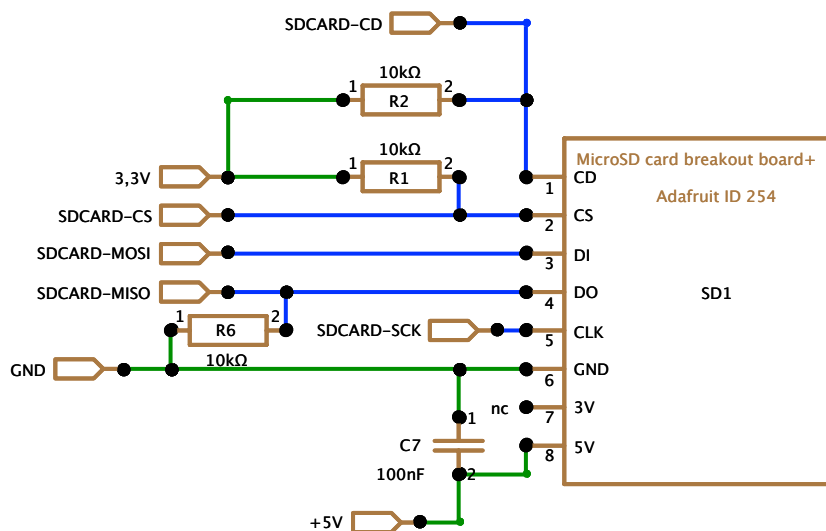 SDCARD-CD
10kΩ
1 R2 2
10kΩ
1 R1 2
3,3V
SDCARD-CS
SDCARD-MOSI
SDCARD-MISO
1 R6 2
10kΩ
SDCARD-SCK
GND
nc
1
C7
100nF
2
+5V
MicroSD card breakout board+
Adafruit ID 254
SD1
1 CD
2 CS
3 DI
4 DO
5 CLK
6 GND
7 3V
8 5V